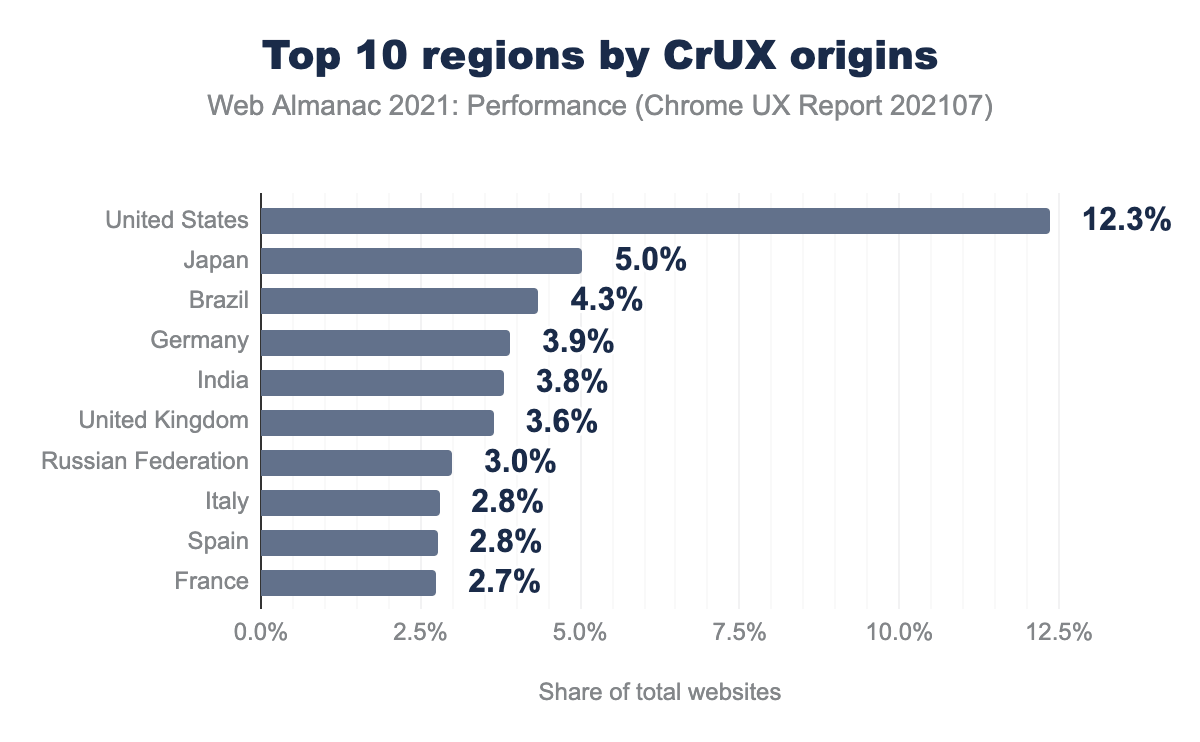 Top 10 regions by CrUX origins
Web Almanac 2021: Performance (Chrome UX Report 202107)
United States 12.3%
Japan 5.0%
Brazil 4.3%
Germany 3.9%
India 3.8%
United Kingdom 3.6%
Russian Federation 3.0%
Italy 2.8%
Spain 2.8%
France 2.7%
0.0% 2.5% 5.0% 7.5% 10.0% 12.5%
Share of total websites